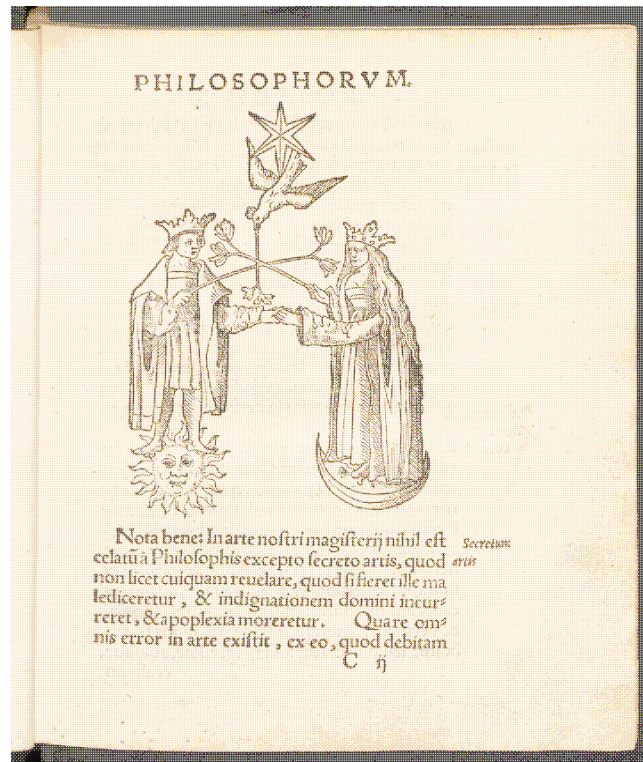 PHILOSOPHORVM.
Nota bene: In arte noſtri magiſterij nihil eſt
Secretum
celatū à Philoſophis excepto ſecreto artis, quod
artis
non licet cuiquam reuelare, quod ſi fieret ille ma
lediceretur, & indignationem domini incur⸗
reret, & apoplexia moreretur. Quare om⸗
nis error in arte exiſtit, ex eo, quod debitam
C ij